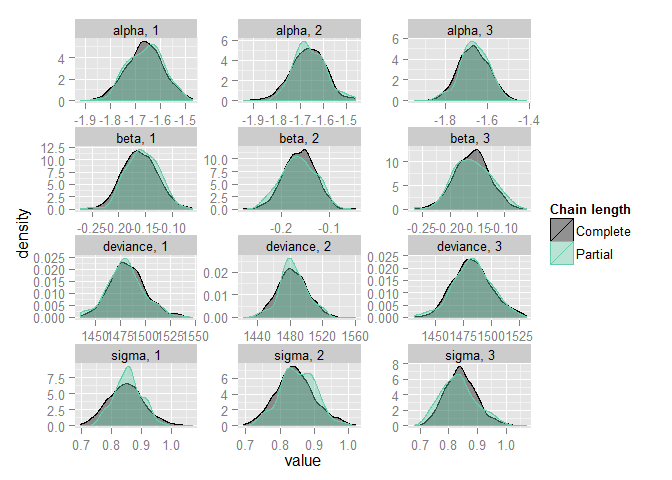 alpha, 1
alpha, 2
alpha, 3
4
2
0
6
4
2
0
6
4
2
0
-1.9 -1.8 -1.7 -1.6 -1.5
-1.9 -1.8 -1.7 -1.6 -1.5
-1.8 -1.6 -1.4
beta, 1
beta, 2
beta, 3
12.5
10.0
7.5
5.0
2.5
0.0
10.0
7.5
5.0
2.5
0.0
10
5
0
-0.25 -0.20 -0.15 -0.10
-0.2 -0.1
-0.25 -0.20 -0.15 -0.10
deviance, 1
deviance, 2
deviance, 3
0.025
0.020
0.015
0.010
0.005
0.000
0.02
0.01
0.00
0.025
0.020
0.015
0.010
0.005
0.000
1450 1475 1500 1525 1550
1440 1480 1520 1560
1450 1475 1500 1525
sigma, 1
sigma, 2
sigma, 3
7.5
5.0
2.5
0.0
6
4
2
0
8
6
4
2
0
0.7 0.8 0.9 1.0
0.7 0.8 0.9 1.0
0.7 0.8 0.9 1.0
value
density
Chain length
Complete
Partial